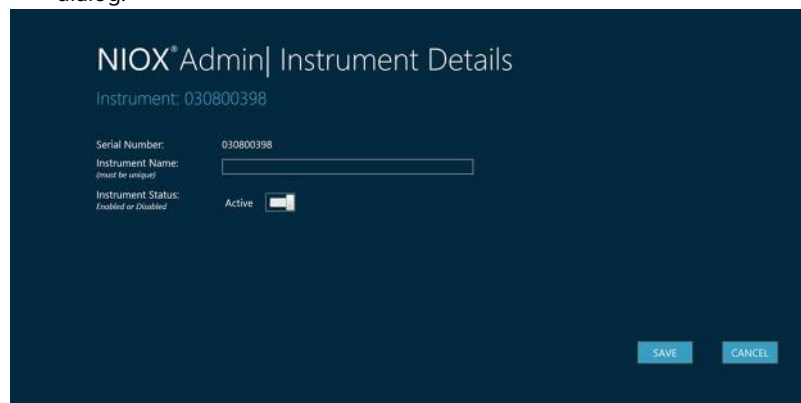 dialog.
NIOX® Admin| Instrument Details
Instrument: 030800398
Serial Number: 030800398
Instrument Name:
(must be unique)
Instrument Status:
Enabled or Disabled
Active
SAVE CANCEL